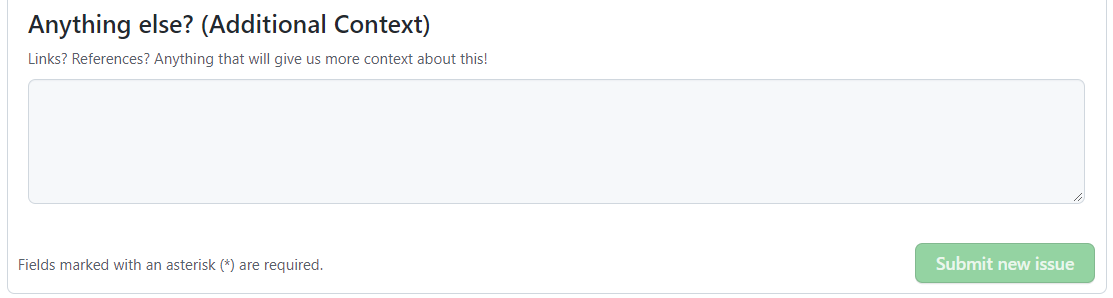 Anything else? (Additional Context)
Links? References? Anything that will give us more context about this!
Fields marked with an asterisk (*) are required.
Submit new issue